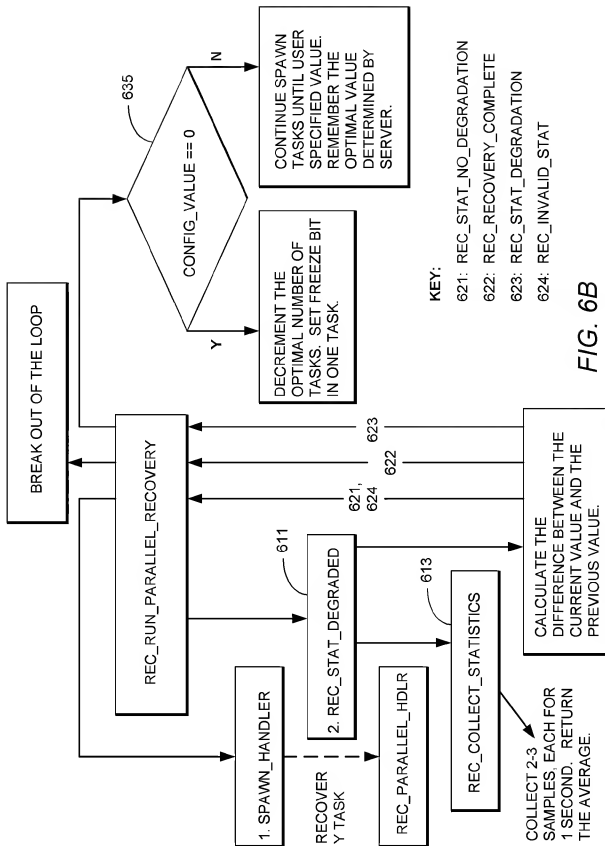 BREAK OUT OF THE LOOP
REC_RUN_PARALLEL_RECOVERY
635
CONFIG_VALUE == 0
Y
N
DECREMENT THE
OPTIMAL NUMBER OF
TASKS. SET FREEZE BIT
IN ONE TASK.
CONTINUE SPAWN
TASKS UNTIL USER
SPECIFIED VALUE.
REMEMBER THE
OPTIMAL VALUE
DETERMINED BY
SERVER.
1. SPAWN_HANDLER
RECOVER
Y TASK
REC_PARALLEL_HDLR
611
2. REC_STAT_DEGRADED
613
REC_COLLECT_STATISTICS
COLLECT 2-3
SAMPLES, EACH FOR
1 SECOND. RETURN
THE AVERAGE.
621,
624
622
623
CALCULATE THE
DIFFERENCE BETWEEN THE
CURRENT VALUE AND THE
PREVIOUS VALUE.
KEY:
621: REC_STAT_NO_DEGRADATION
622: REC_RECOVERY_COMPLETE
623: REC_STAT_DEGRADATION
624: REC_INVALID_STAT
FIG. 6B